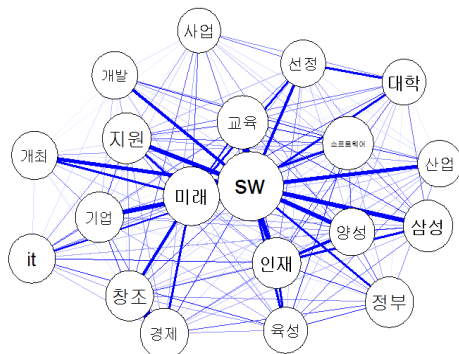 사업
선정
개발
대학
교육
지원
소프트웨어
개최
산업
SW
미래
기업
삼성
양성
it
인재
창조
정부
경제
육성